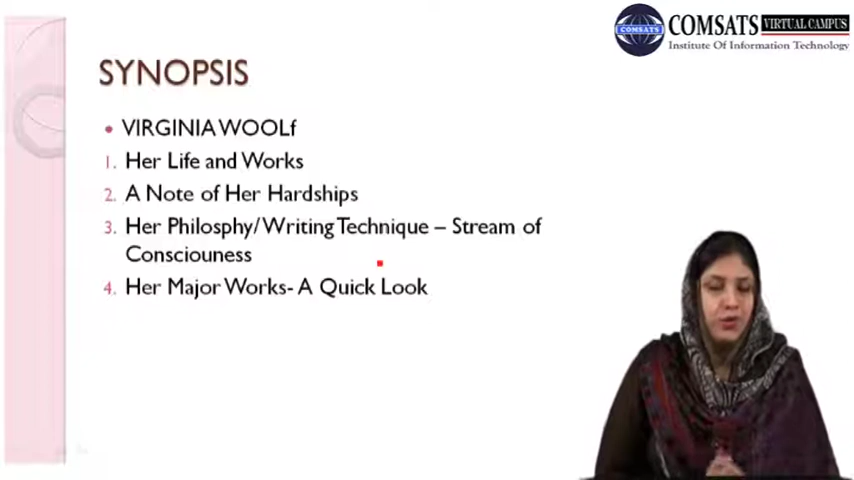 COMSATS
COMSATS VIRTUAL CAMPUS
Institute Of Information Technology
SYNOPSIS
• VIRGINIA WOOLf
1. Her Life and Works
2. A Note of Her Hardships
3. Her Philosphy/Writing Technique – Stream of
Consciouness
4. Her Major Works- A Quick Look